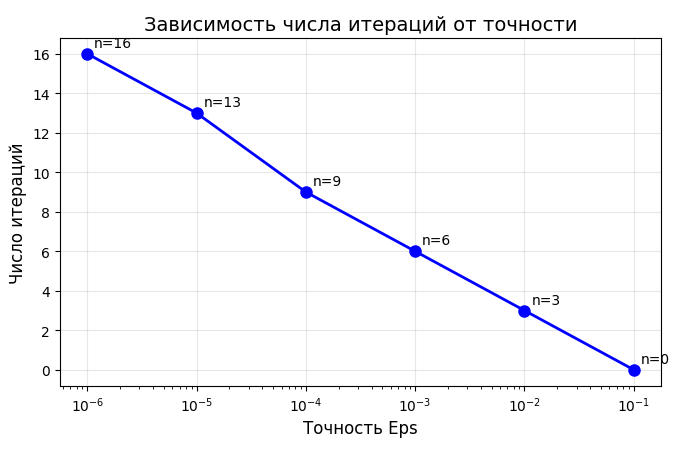 Зависимость числа итераций от точности
Число итераций
16
14
12
10
8
6
4
2
0
n=16
n=13
n=9
n=6
n=3
n=0
10⁻⁶
10⁻⁵
10⁻⁴
10⁻³
10⁻²
10⁻¹
Точность Eps